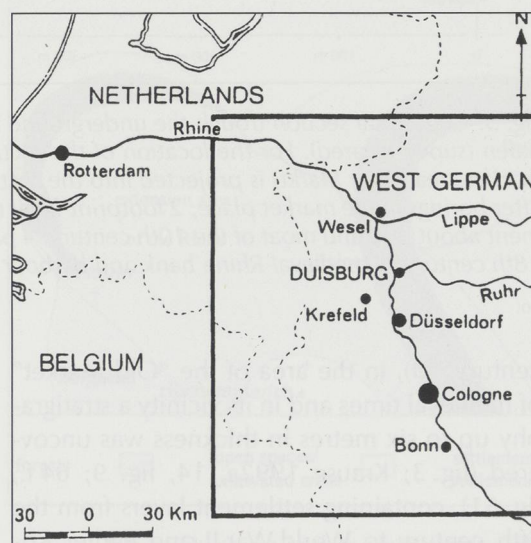 N
NETHERLANDS
Rhine
Rotterdam
WEST GERMAN
Wesel
Lippe
DUISBURG
Ruhr
Krefeld
Düsseldorf
BELGIUM
Cologne
Bonn
30 0 30 Km